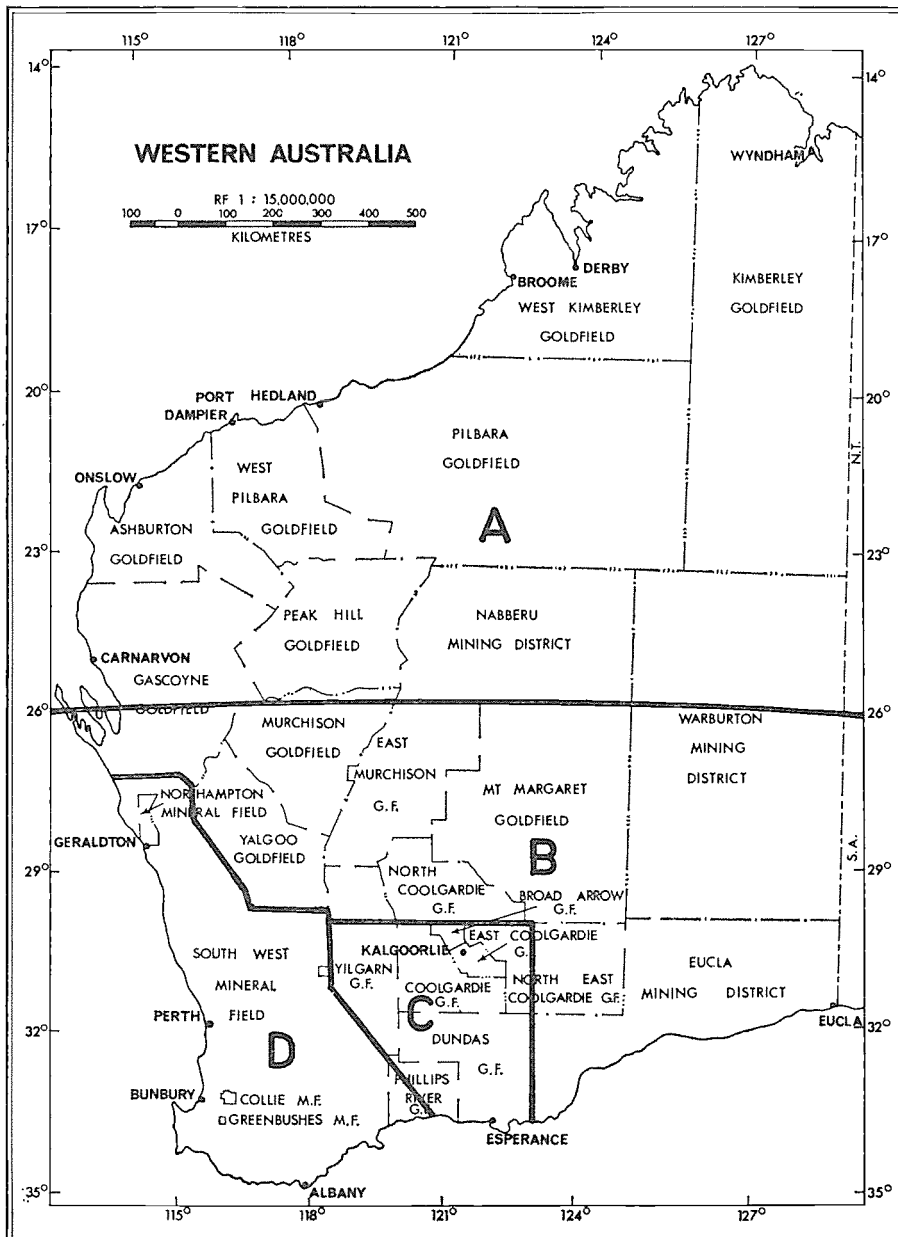 115° 118° 121° 124° 127°
14° 14°
WESTERN AUSTRALIA
WYNDHAM
RF 1 : 15,000,000
100 0 100 200 300 400 500
KILOMETRES
17° 17°
DERBY
BROOME
KIMBERLEY
GOLDFIELD
WEST KIMBERLEY
GOLDFIELD
20° 20°
PORT HEDLAND
DAMPIER
PILBARA
GOLDFIELD
N.T.
ONSLOW
WEST
PILBARA
GOLDFIELD
A
ASHBURTON
GOLDFIELD
23° 23°
PEAK HILL
GOLDFIELD
NABBERU
MINING DISTRICT
CARNARVON
GASCOYNE
GOLDFIELD
26° 26°
MURCHISON
GOLDFIELD
EAST
MURCHISON
G.F.
WARBURTON
MINING
DISTRICT
MT MARGARET
GOLDFIELD
NORTHAMPTON
MINERAL FIELD
GERALDTON
YALGOO
GOLDFIELD
B
S.A.
29° 29°
NORTH
COOLGARDIE
G.F.
BROAD ARROW
G.F.
KALGOORLIE
EAST COOLGARDIE
G.
SOUTH WEST
MINERAL
FIELD
YILGARN
G.F.
COOLGARDIE
G.F.
NORTH EAST
COOLGARDIE G.F.
EUCLA
MINING DISTRICT
PERTH
C
EUCLA
32° 32°
D
DUNDAS
G.F.
PHILLIPS
RIVER
G.
BUNBURY
COLLIE M.F.
GREENBUSHES M.F.
ESPERANCE
ALBANY
35° 35°
115° 118° 121° 124° 127°